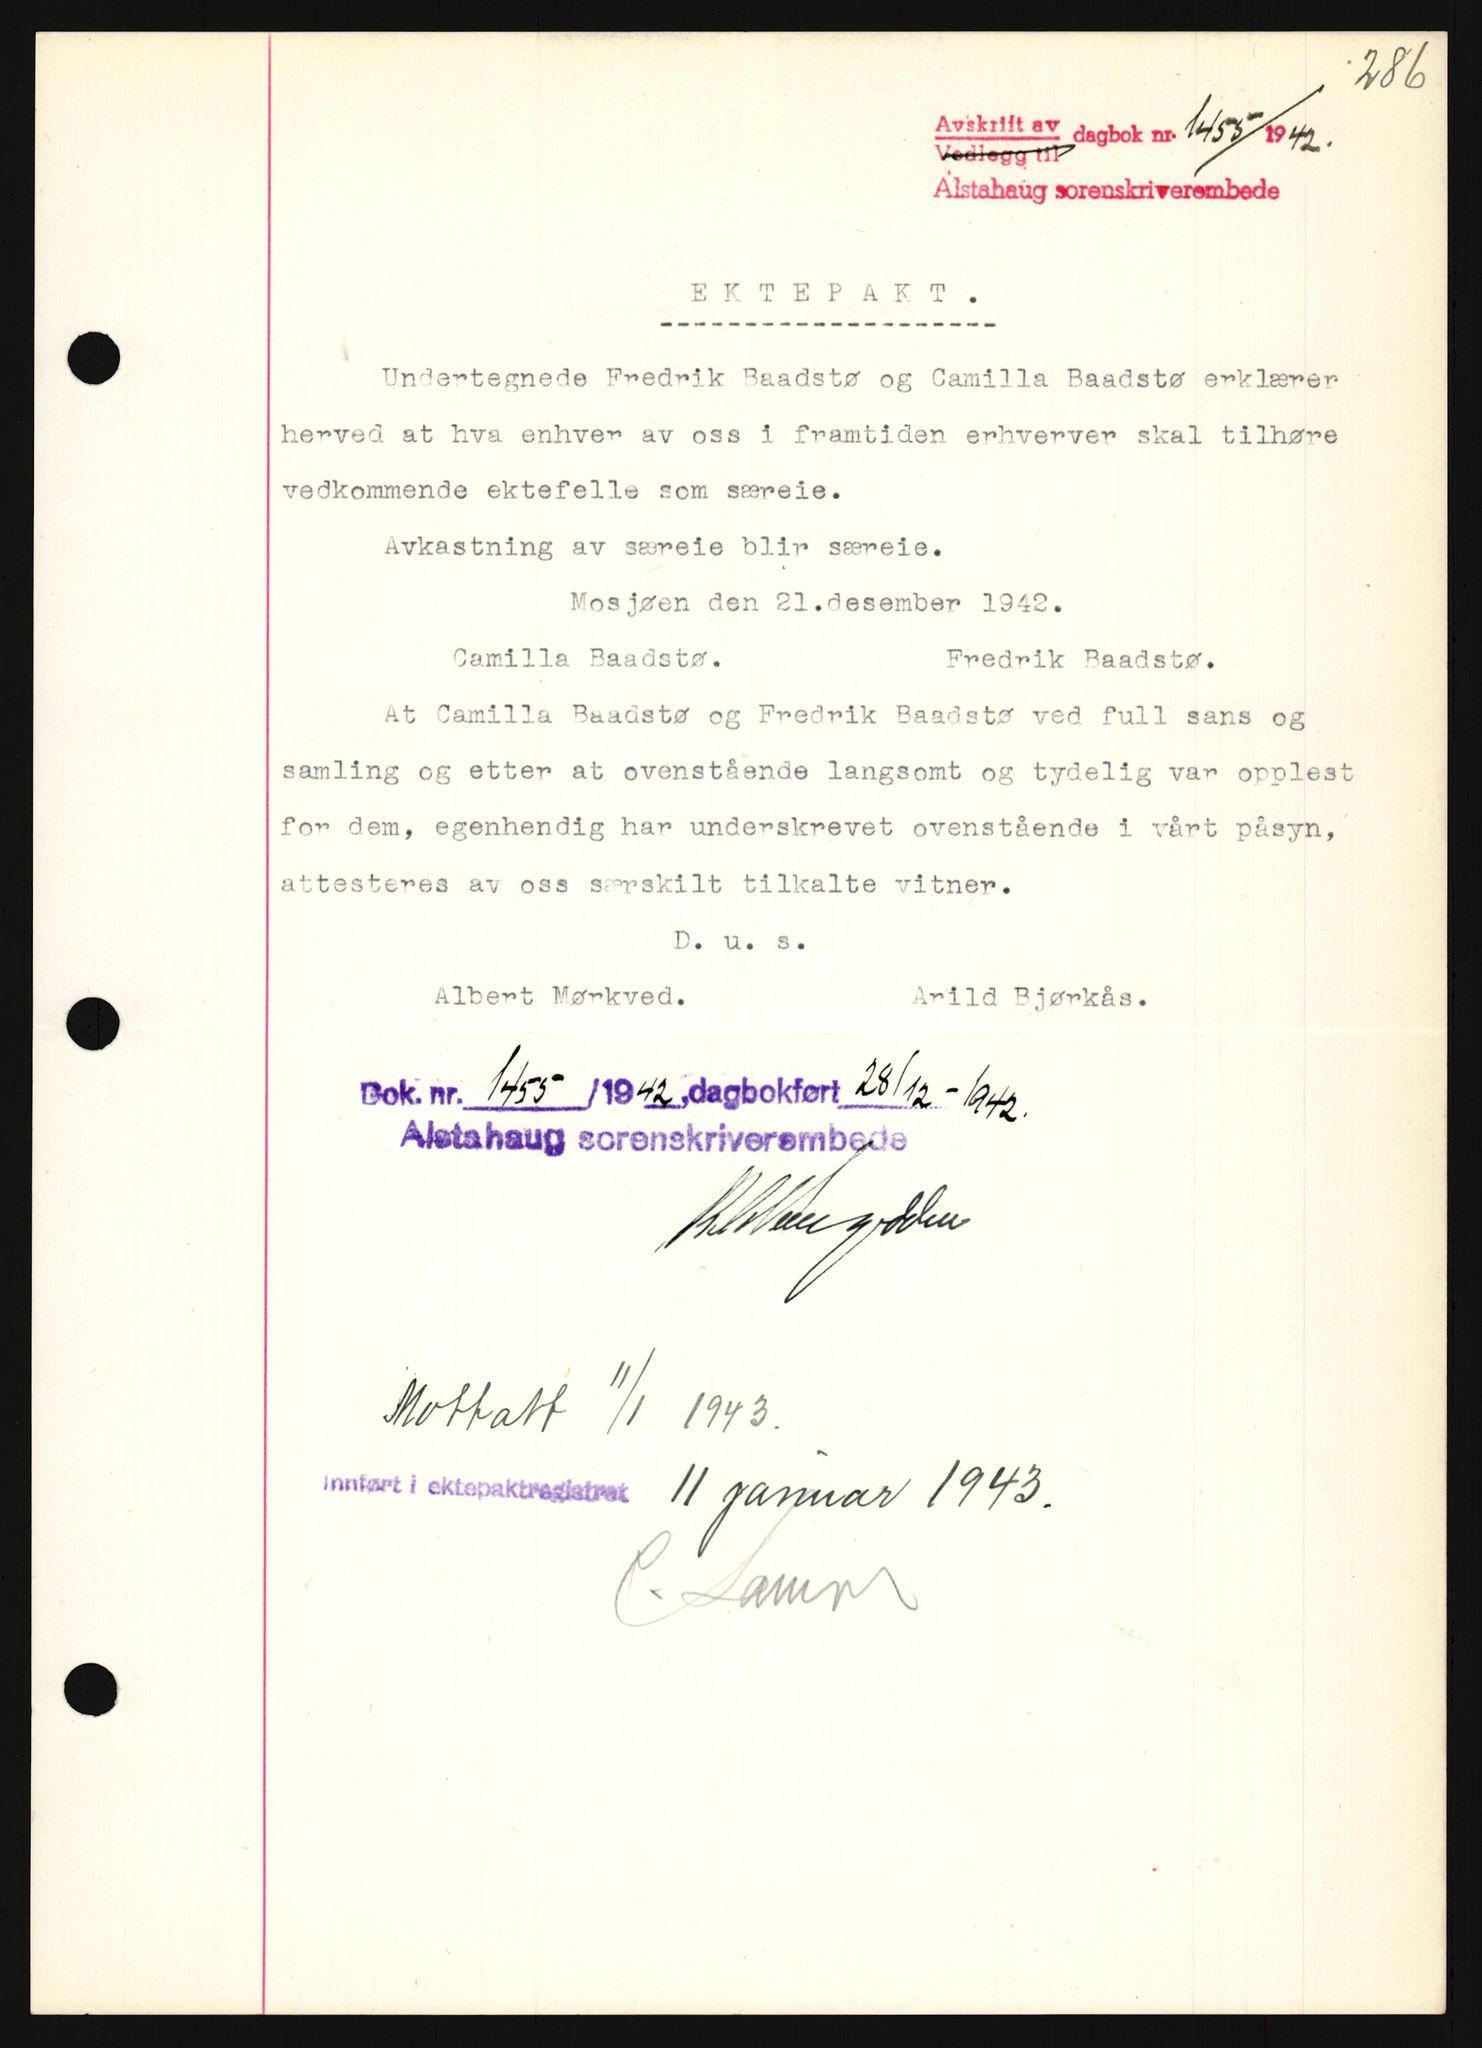 286
Avskrift av
Vedlegg til
dagbok nr. 1455/1942.
Alstahaug sorenskriverembede
EKTEPAKT.
Undertegnede Fredrik Baadstø og Camilla Baadstø erklærer
herved at hva enhver av oss i framtiden erhverver skal tilhøre
vedkommende ektefelle som særeie.
Avkastning av særeie blir særeie.
Mosjøen den 21.desember 1942.
Camilla Baadstø. Fredrik Baadstø.
At Camilla Baadstø og Fredrik Baadstø ved full sans og
samling og etter at ovenstående langsomt og tydelig var opplest
for dem, egenhendig har underskrevet ovenstående i vårt påsyn,
attesteres av oss særskilt tilkalte vitner.
D. u. s.
Albert Mørkved. Arild Bjørkås.
Dok. nr. 1455/1942, dagbokført 28/12-1942.
Alstahaug sorenskriverembede
Mottatt 11/1 1943.
Innført i ektepaktregistret 11 januar 1943.